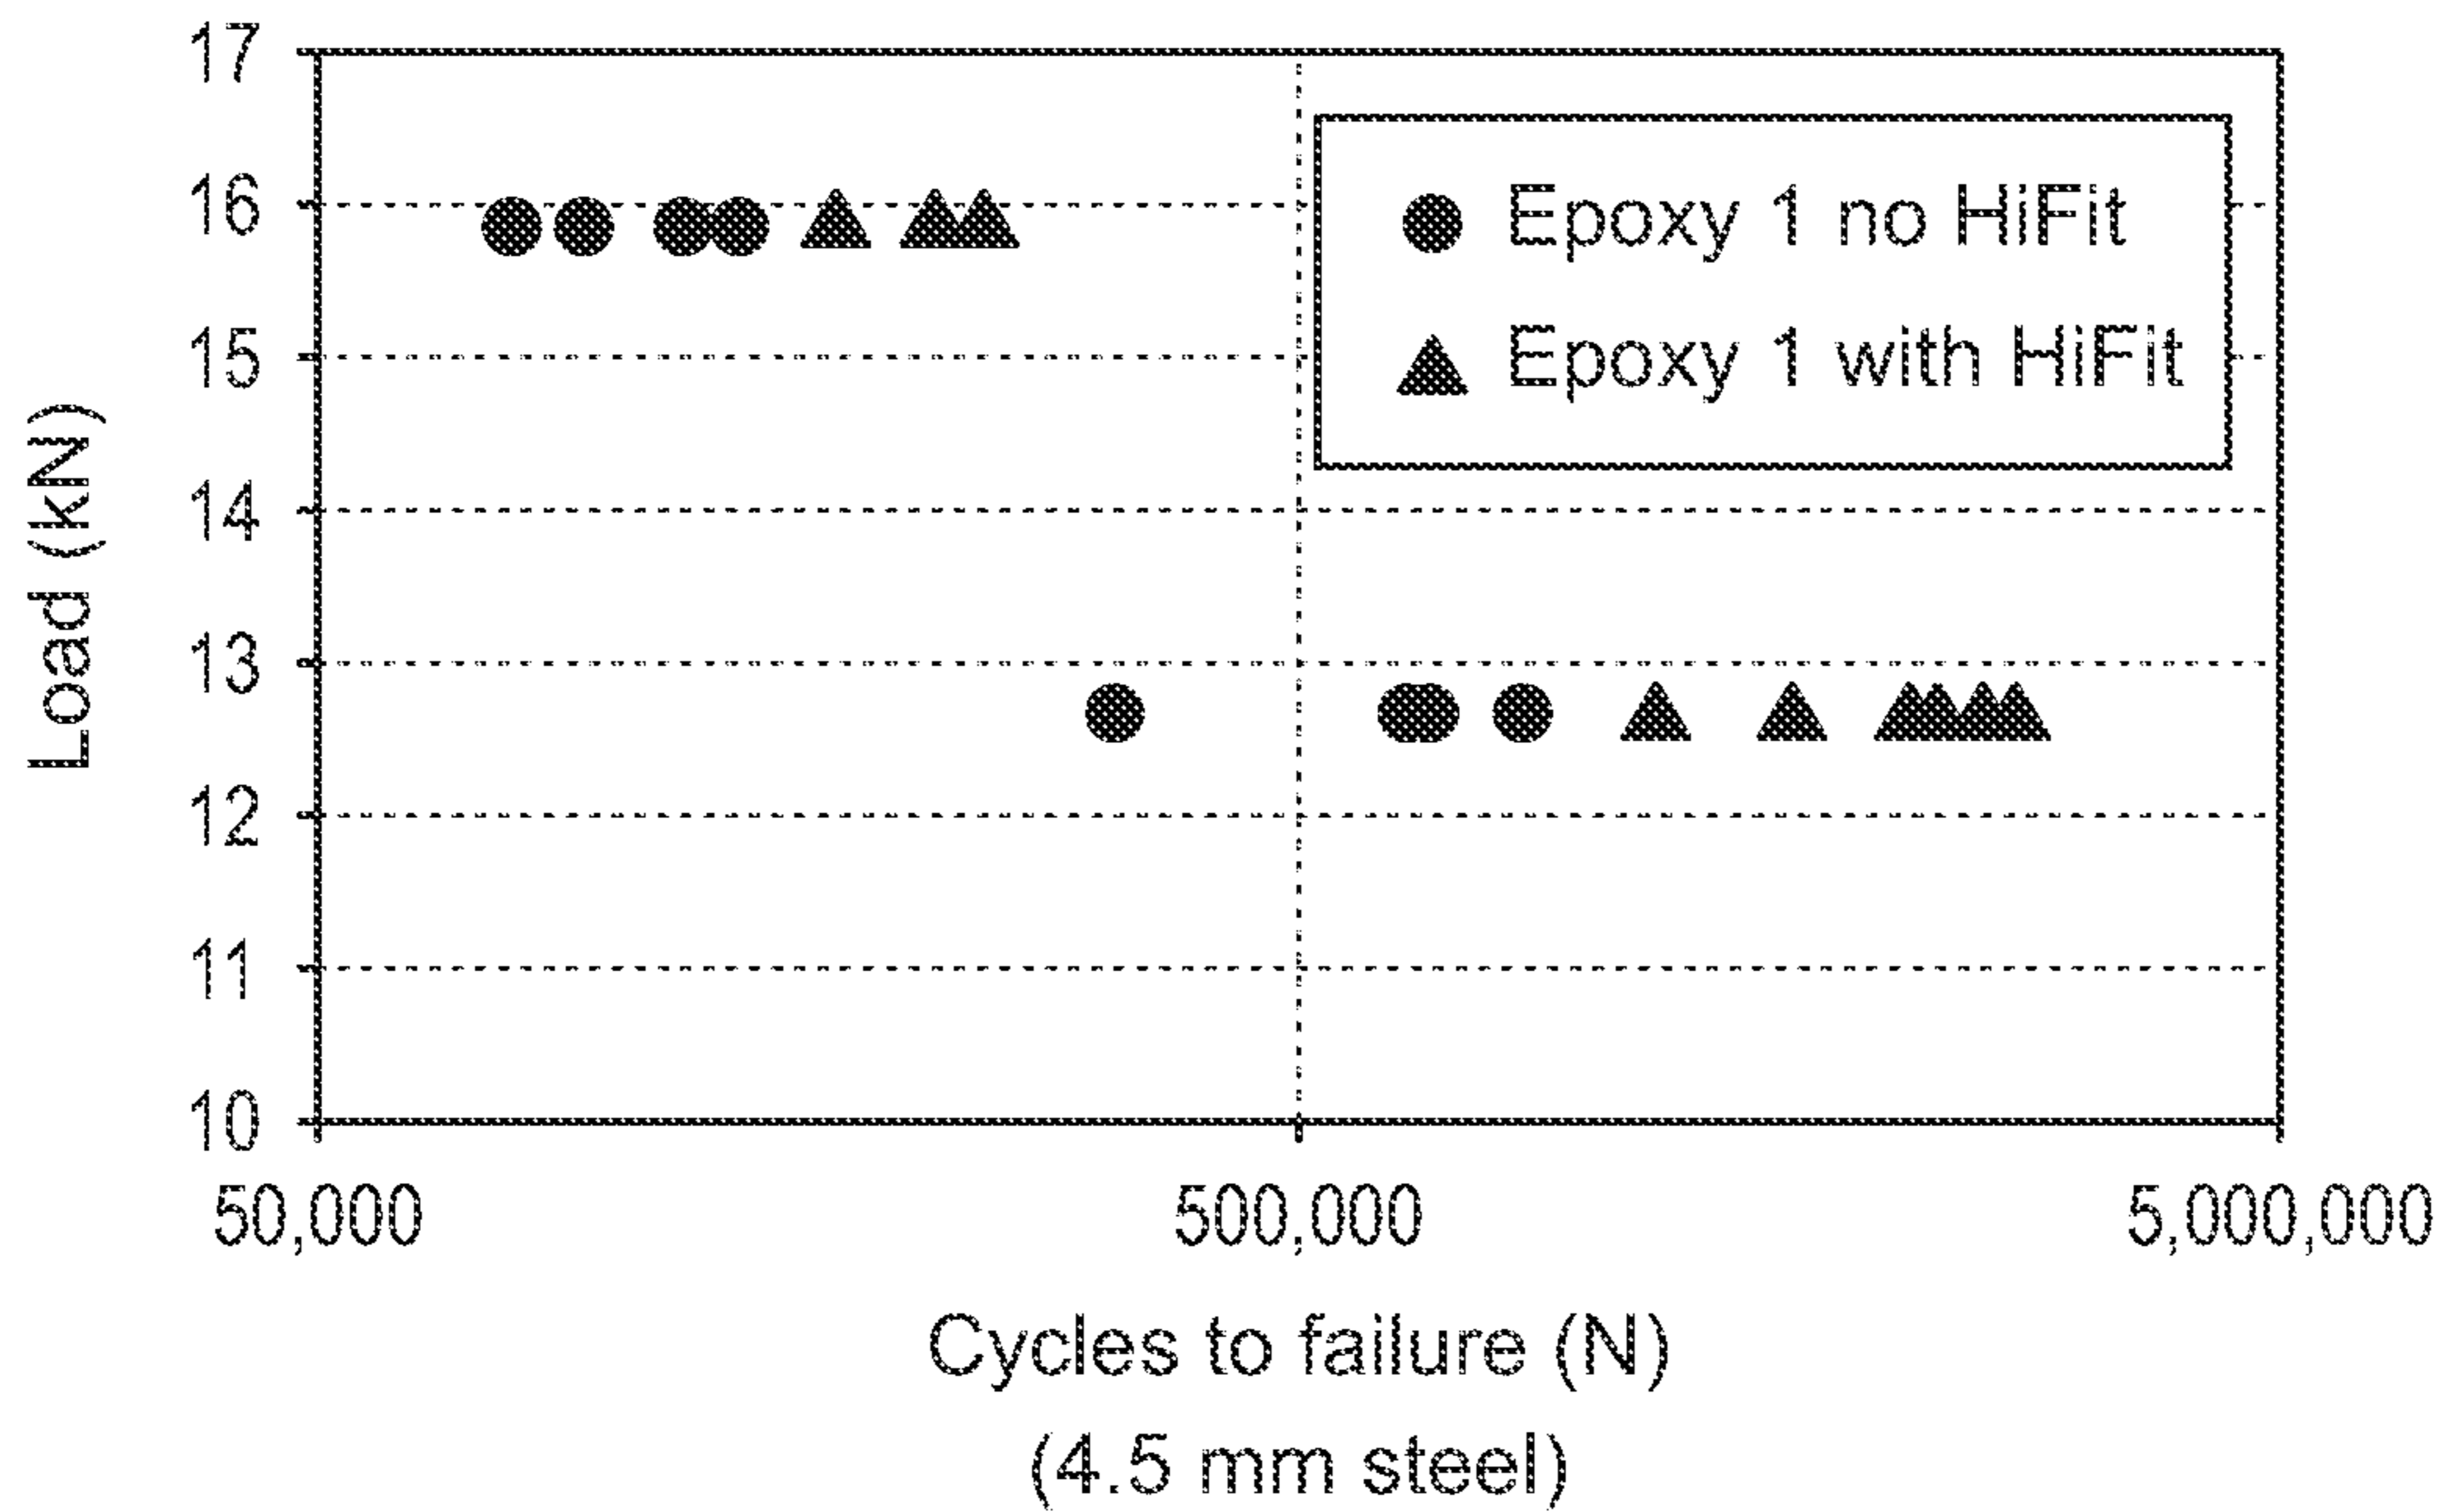 17
16
15
14
13
12
11
10
Load (kN)
Epoxy 1 no HiFit
Epoxy 1 with HiFit
50,000 500,000 5,000,000
Cycles to failure (N)
(4.5 mm steel)